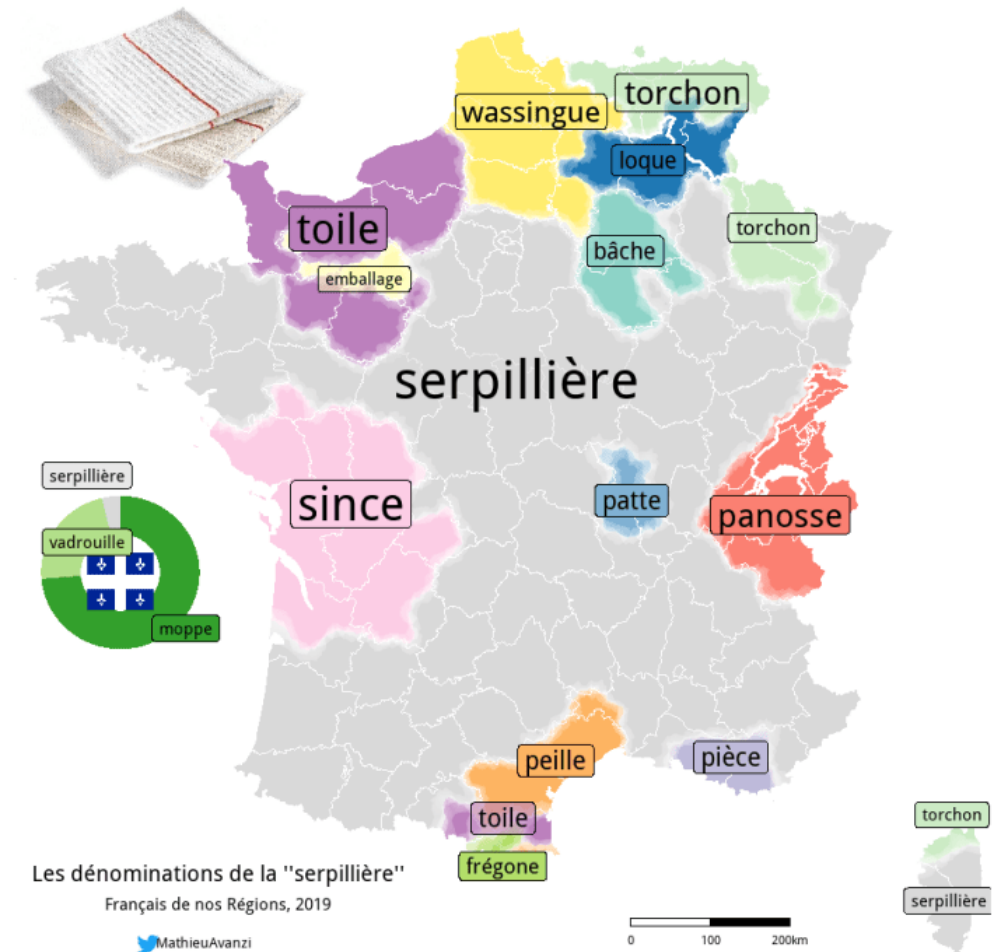 wassingue
torchon
loque
toile
emballage
bâche
torchon
serpillière
serpillière
vadrouille
moppe
since
patte
panosse
peille
pièce
toile
frégone
torchon
serpillière
Les dénominations de la "serpillière"
Français de nos Régions, 2019
MathieuAvanzi
0 100 200km